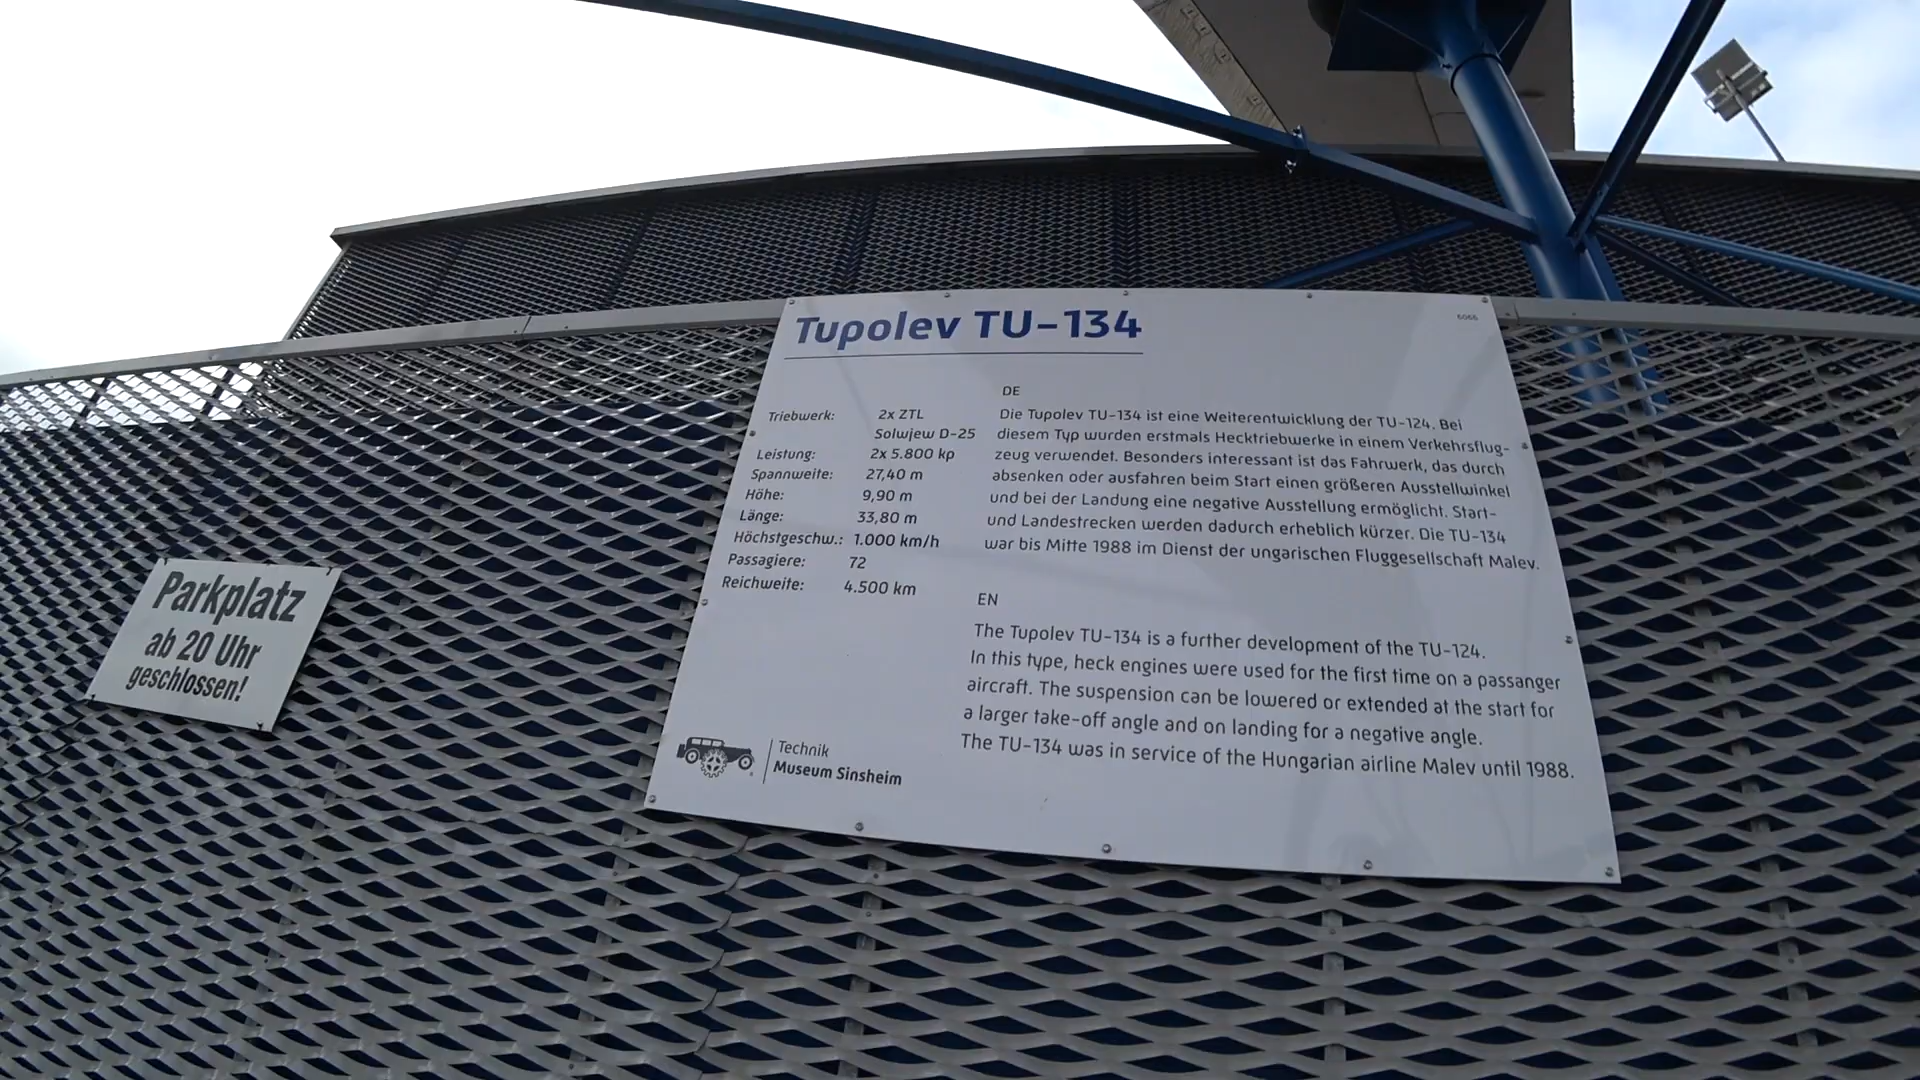 Tupolev TU-134
6066
Triebwerk: 2x ZTL
Solwjew D-25
Leistung: 2x 5.800 kp
Spannweite: 27,40 m
Höhe: 9,90 m
Länge: 33,80 m
Höchstgeschw.: 1.000 km/h
Passagiere: 72
Reichweite: 4.500 km
DE
Die Tupolev TU-134 ist eine Weiterentwicklung der TU-124. Bei
diesem Typ wurden erstmals Hecktriebwerke in einem Verkehrsflug-
zeug verwendet. Besonders interessant ist das Fahrwerk, das durch
absenken oder ausfahren beim Start einen größeren Ausstellwinkel
und bei der Landung eine negative Ausstellung ermöglicht. Start-
und Landestrecken werden dadurch erheblich kürzer. Die TU-134
war bis Mitte 1988 im Dienst der ungarischen Fluggesellschaft Malev.
EN
The Tupolev TU-134 is a further development of the TU-124.
In this type, heck engines were used for the first time on a passanger
aircraft. The suspension can be lowered or extended at the start for
a larger take-off angle and on landing for a negative angle.
The TU-134 was in service of the Hungarian airline Malev until 1988.
Technik
Museum Sinsheim
Parkplatz
ab 20 Uhr
geschlossen!